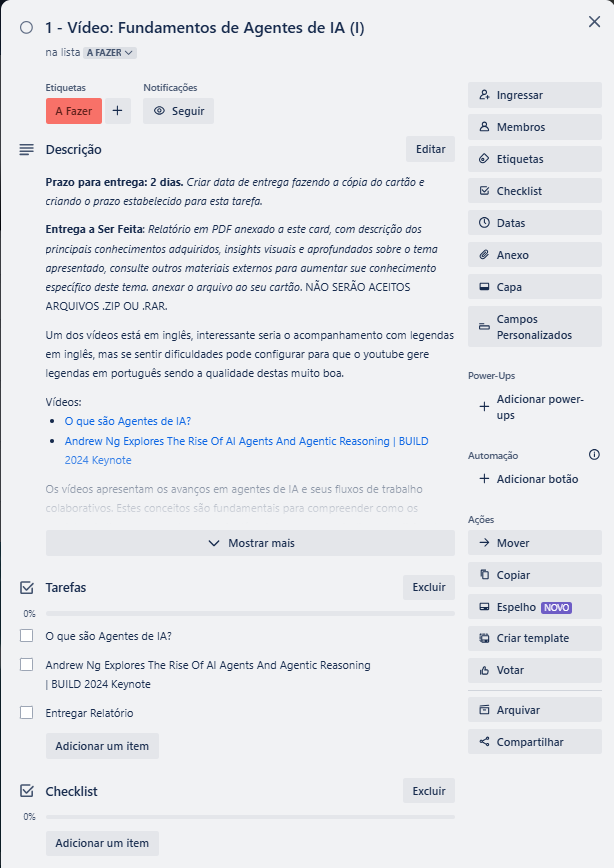 1 - Vídeo: Fundamentos de Agentes de IA (I)
na lista A FAZER
Etiquetas
Notificações
A Fazer
Seguir
Descrição
Editar
Prazo para entrega: 2 dias. Criar data de entrega fazendo a cópia do cartão e
criando o prazo estabelecido para esta tarefa.
Entrega a Ser Feita: Relatório em PDF anexado a este card, com descrição dos
principais conhecimentos adquiridos, insights visuais e aprofundados sobre o tema
apresentado, consulte outros materiais externos para aumentar sue conhecimento
específico deste tema. anexar o arquivo ao seu cartão. NÃO SERÃO ACEITOS
ARQUIVOS .ZIP OU .RAR.
Um dos vídeos está em inglês, interessante seria o acompanhamento com legendas
em inglês, mas se sentir dificuldades pode configurar para que o youtube gere
legendas em português sendo a qualidade destas muito boa.
Vídeos:
O que são Agentes de IA?
Andrew Ng Explores The Rise Of AI Agents And Agentic Reasoning | BUILD
2024 Keynote
Os vídeos apresentam os avanços em agentes de IA e seus fluxos de trabalho
colaborativos. Estes conceitos são fundamentais para compreender como os
Mostrar mais
Tarefas
Excluir
0%
O que são Agentes de IA?
Andrew Ng Explores The Rise Of AI Agents And Agentic Reasoning
| BUILD 2024 Keynote
Entregar Relatório
Adicionar um item
Checklist
Excluir
0%
Adicionar um item
Ingressar
Membros
Etiquetas
Checklist
Datas
Anexo
Capa
Campos
Personalizados
Power-Ups
Adicionar power-
ups
Automação
Adicionar botão
Ações
Mover
Copiar
Espelho NOVO
Criar template
Votar
Arquivar
Compartilhar